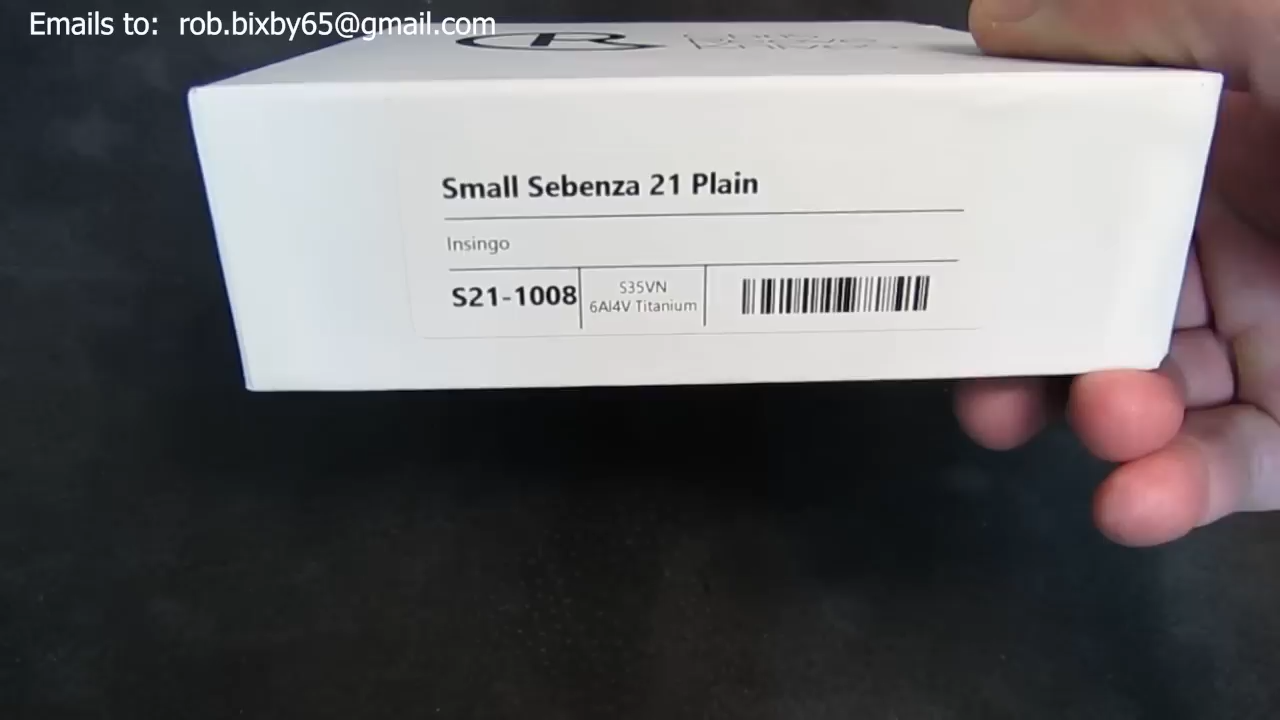 Emails to: rob.bixby65@gmail.com
Small Sebenza 21 Plain
Insingo
S21-1008
S35VN
6Al4V Titanium